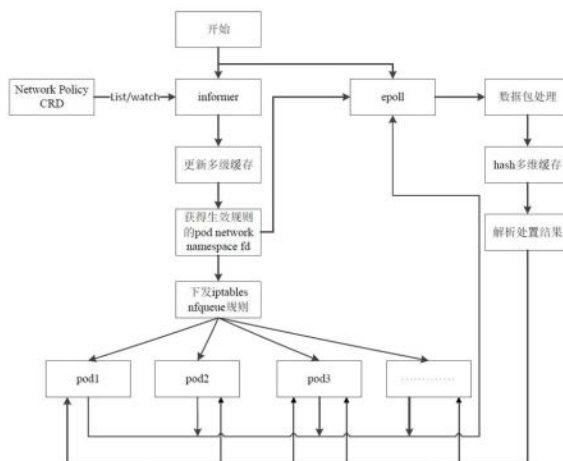 开始
Network Policy
CRD
List/watch
informer
epoll
数据包处理
更新多级缓存
hash多维缓存
获得生效规则
的pod network
namespace fd
解析处置结果
下发iptables
nfqueue规则
pod1
pod2
pod3
.............